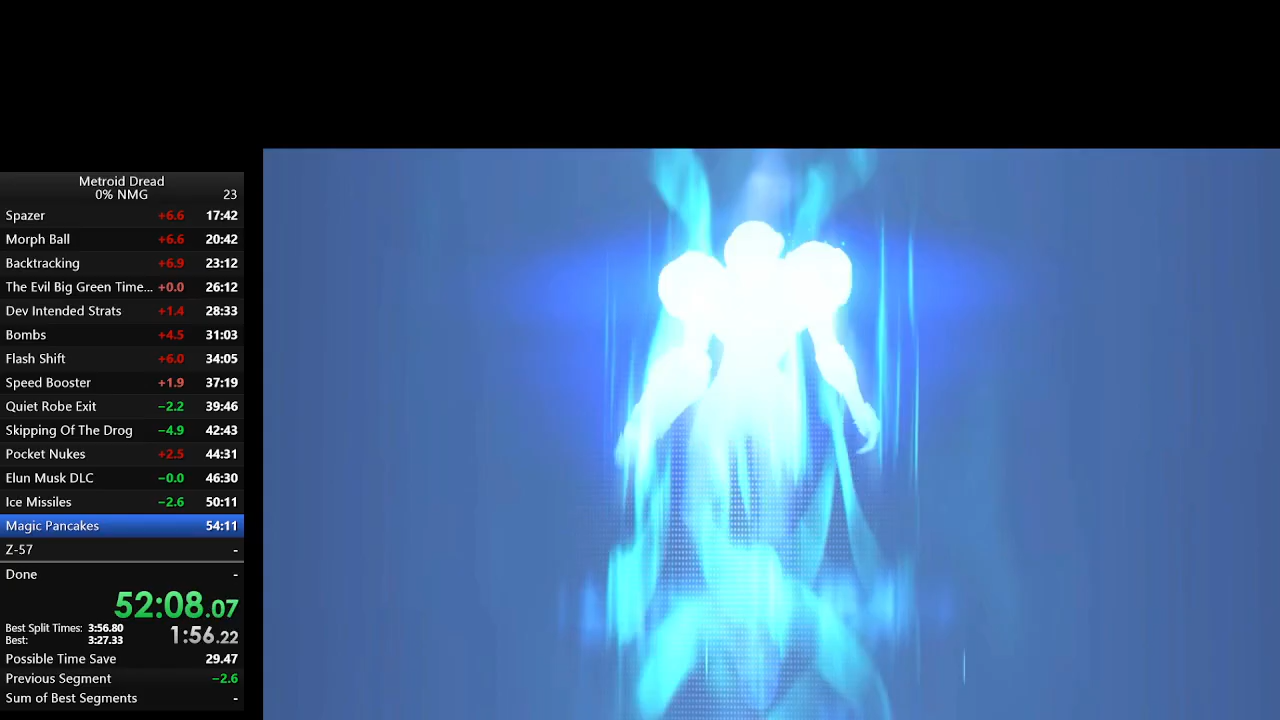 Metroid Dread
0% NMG 23
Spazer +6.6 17:42
Morph Ball +6.6 20:42
Backtracking +6.9 23:12
The Evil Big Green Time... +0.0 26:12
Dev Intended Strats +1.4 28:33
Bombs +4.5 31:03
Flash Shift +6.0 34:05
Speed Booster +1.9 37:19
Quiet Robe Exit −2.2 39:46
Skipping Of The Drog −4.9 42:43
Pocket Nukes +2.5 44:31
Elun Musk DLC −0.0 46:30
Ice Missiles −2.6 50:11
Magic Pancakes 54:11
Z-57 -
Done -
52:08.07
Best Split Times: 3:56.80
Best: 3:27.33
1:56.22
Possible Time Save 29.47
Previous Segment −2.6
Sum of Best Segments -